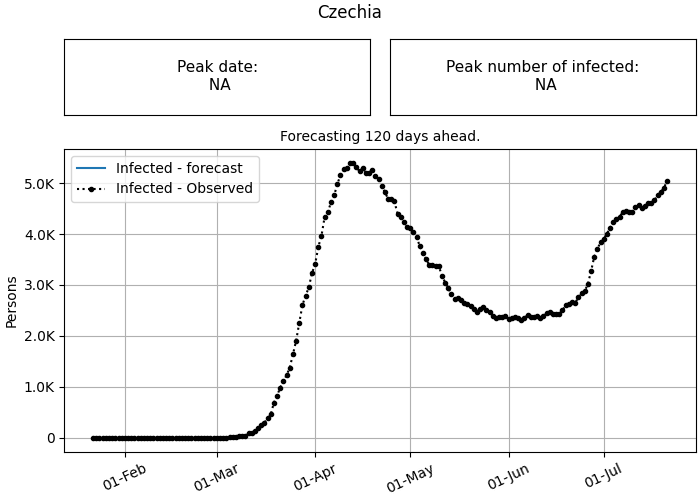 Czechia
Peak date:
NA
Peak number of infected:
NA
Forecasting 120 days ahead.
Infected - forecast
Infected - Observed
5.0K
4.0K
3.0K
2.0K
1.0K
0
Persons
01-Feb
01-Mar
01-Apr
01-May
01-Jun
01-Jul